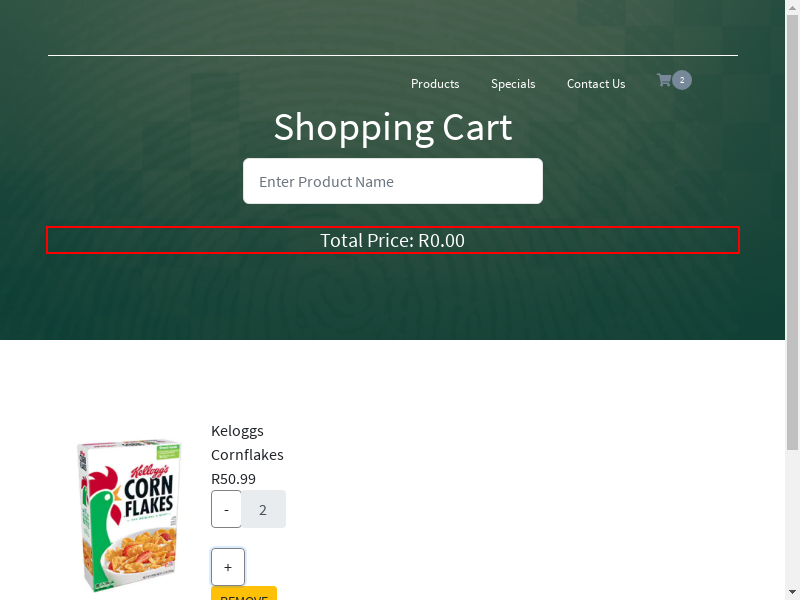 Products Specials Contact Us 2
Shopping Cart
Enter Product Name
Total Price: R0.00
Keloggs
Cornflakes
R50.99
- 2
+
REMOVE
Kellogg's
CORN
FLAKES